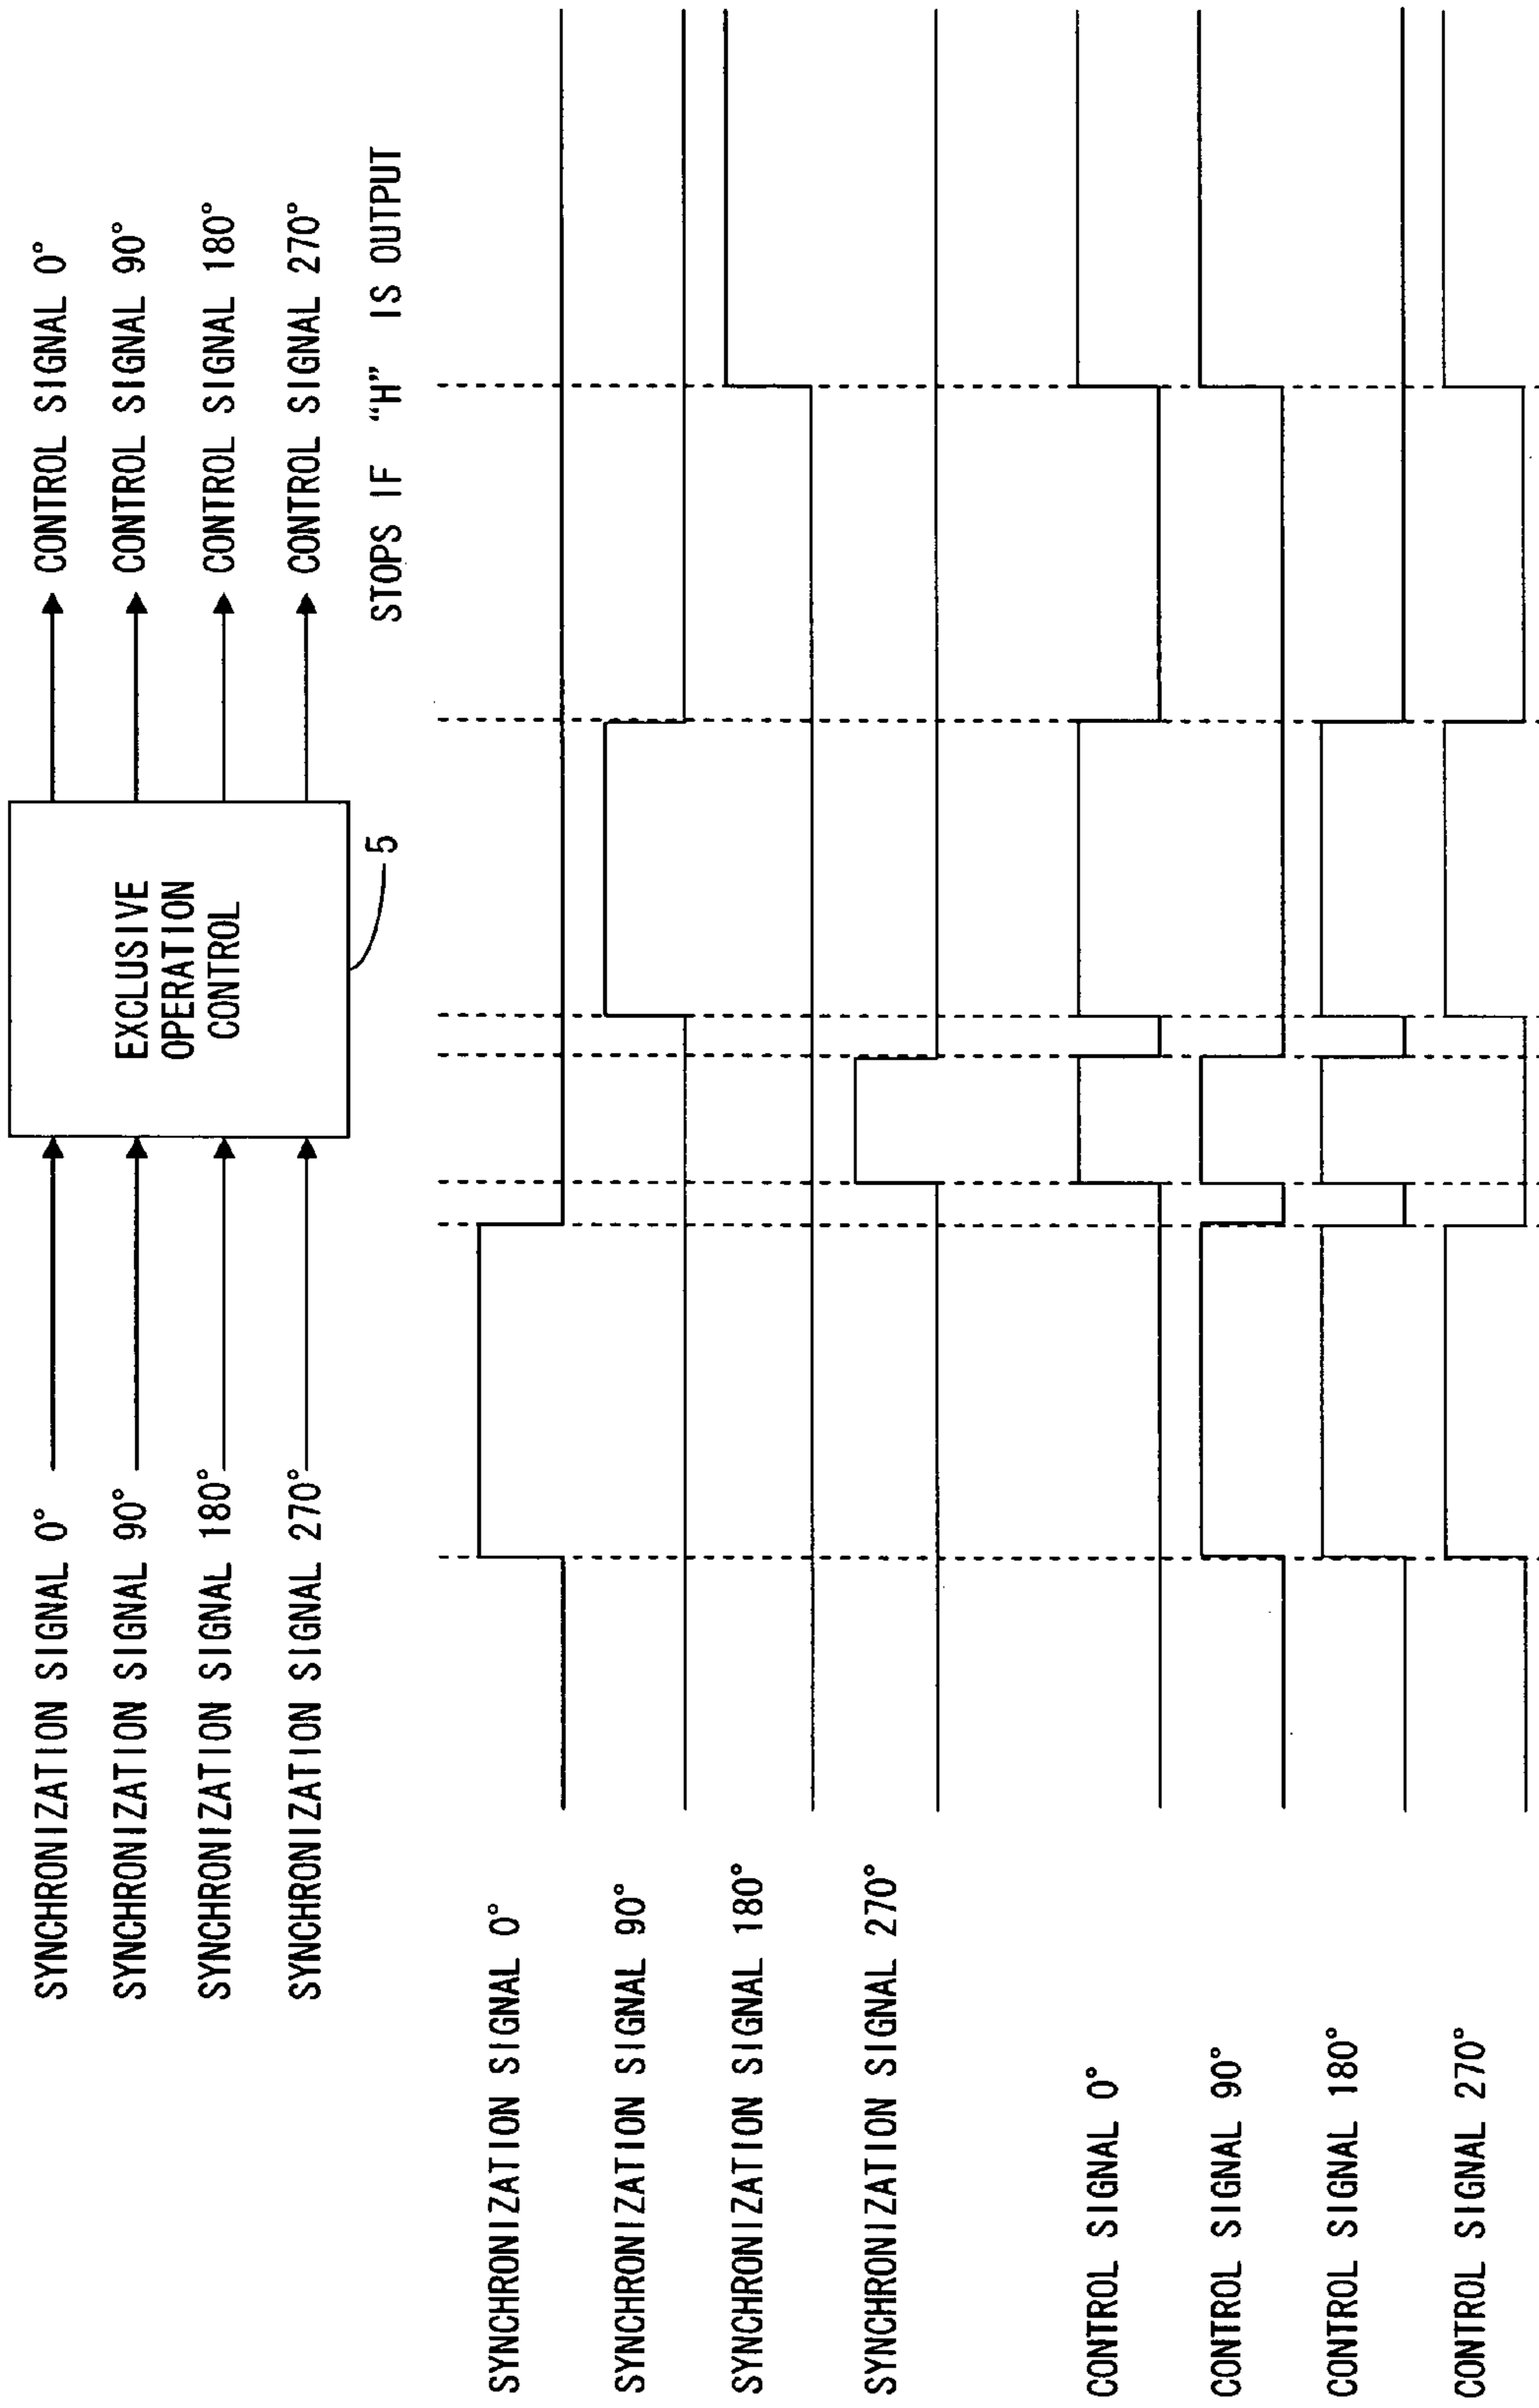 SYNCHRONIZATION SIGNAL 0°
SYNCHRONIZATION SIGNAL 90°
SYNCHRONIZATION SIGNAL 180°
SYNCHRONIZATION SIGNAL 270°
EXCLUSIVE
OPERATION
CONTROL
5
CONTROL SIGNAL 0°
CONTROL SIGNAL 90°
CONTROL SIGNAL 180°
CONTROL SIGNAL 270°
STOPS IF "H" IS OUTPUT
SYNCHRONIZATION SIGNAL 0°
SYNCHRONIZATION SIGNAL 90°
SYNCHRONIZATION SIGNAL 180°
SYNCHRONIZATION SIGNAL 270°
CONTROL SIGNAL 0°
CONTROL SIGNAL 90°
CONTROL SIGNAL 180°
CONTROL SIGNAL 270°